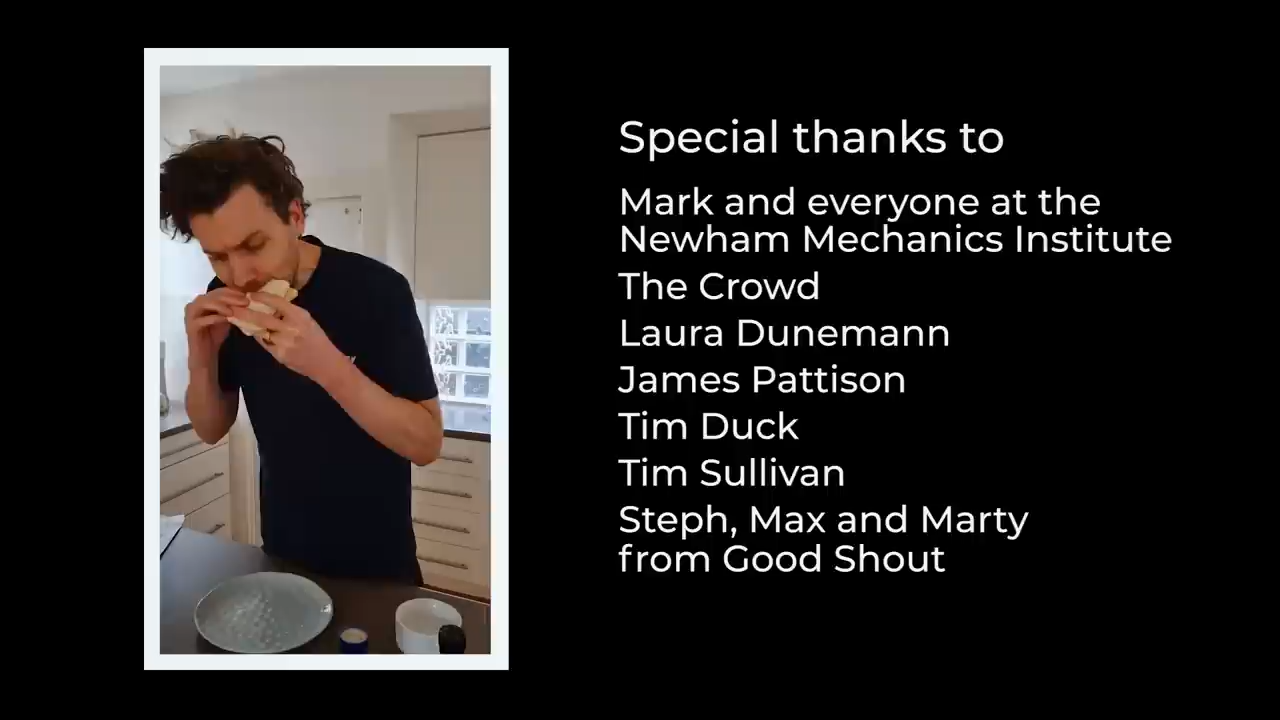 Special thanks to
Mark and everyone at the
Newham Mechanics Institute
The Crowd
Laura Dunemann
James Pattison
Tim Duck
Tim Sullivan
Steph, Max and Marty
from Good Shout